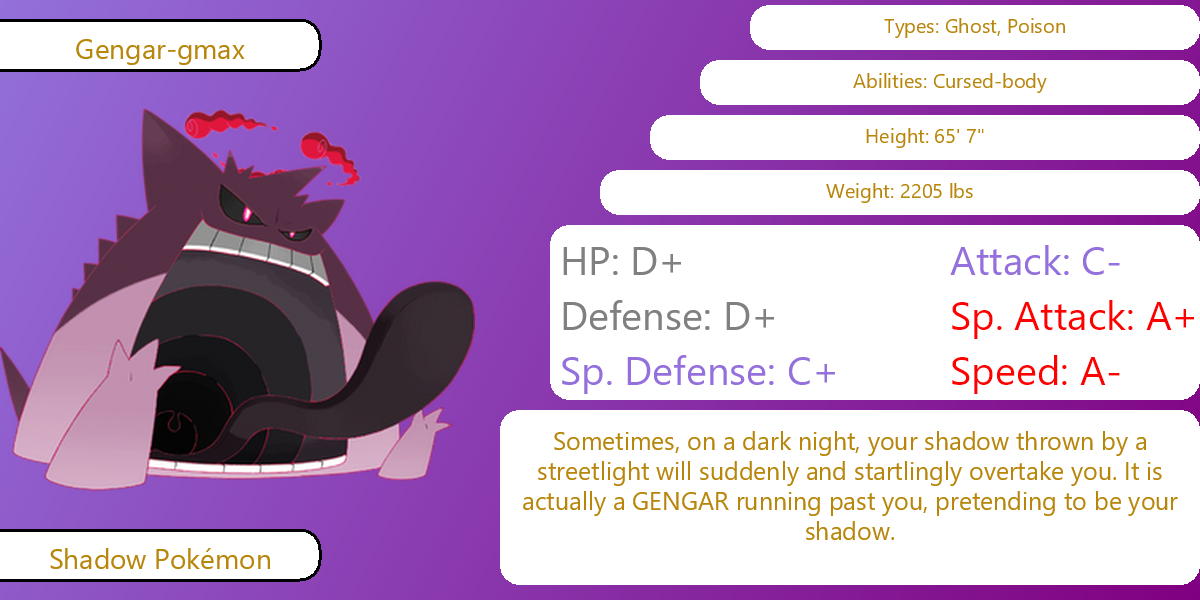 Gengar-gmax
Types: Ghost, Poison
Abilities: Cursed-body
Height: 65' 7"
Weight: 2205 lbs
HP: D+
Attack: C-
Defense: D+
Sp. Attack: A+
Sp. Defense: C+
Speed: A-
Sometimes, on a dark night, your shadow thrown by a
streetlight will suddenly and startlingly overtake you. It is
actually a GENGAR running past you, pretending to be your
shadow.
Shadow Pokémon